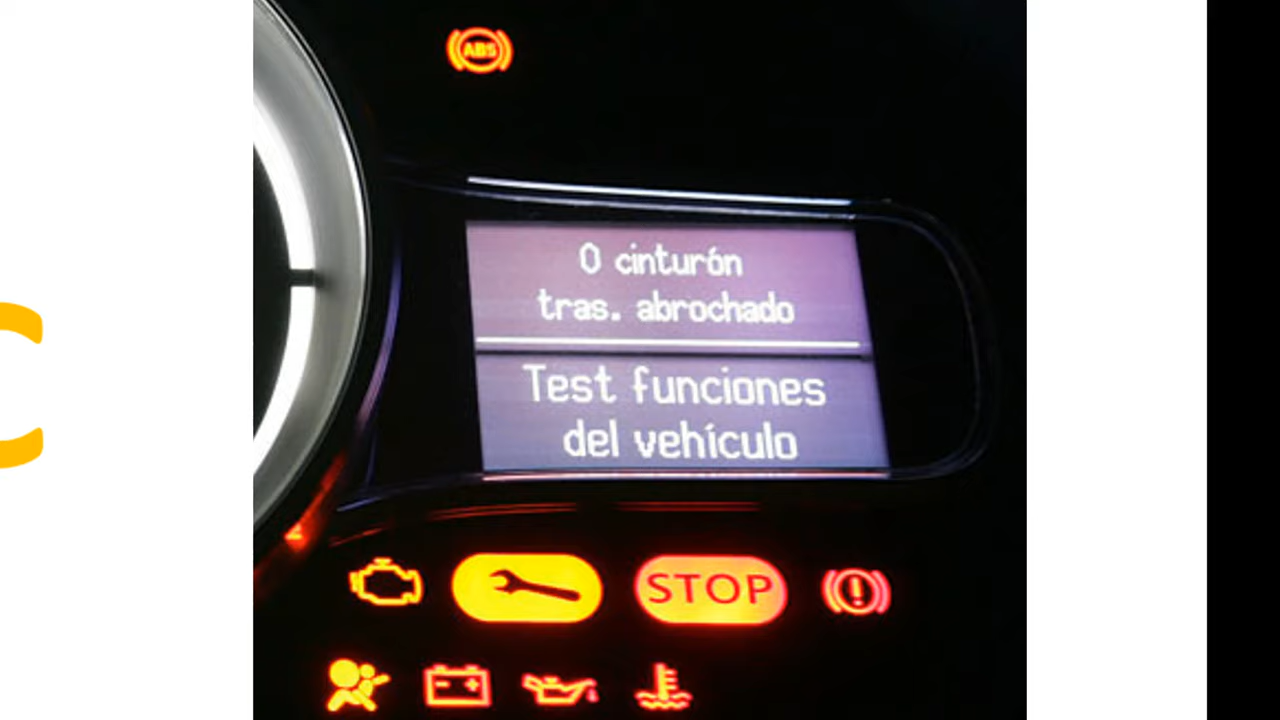 ABS
0 cinturón
tras. abrochado
Test funciones
del vehículo
STOP